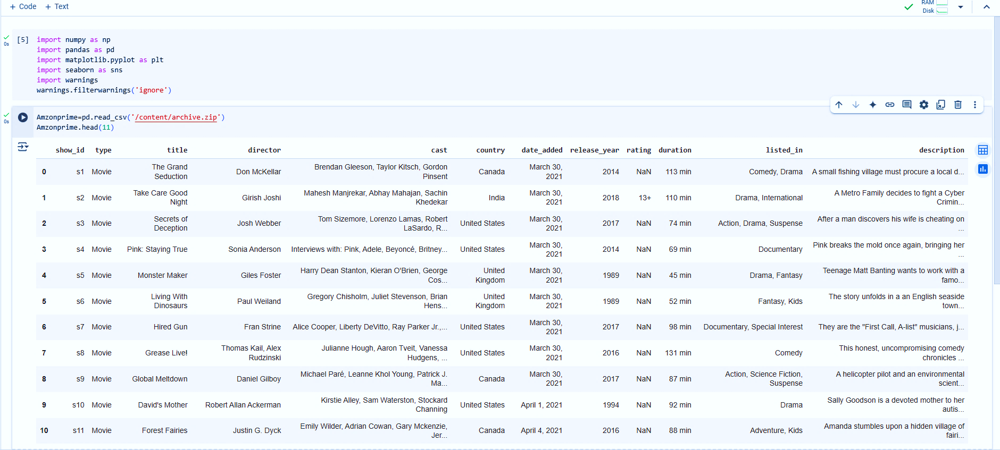 + Code + Text
RAM
Disk
[5] import numpy as np
0s
import pandas as pd
import matplotlib.pyplot as plt
import seaborn as sns
import warnings
warnings.filterwarnings('ignore')
Amzonprime=pd.read_csv('/content/archive.zip')
0s
Amzonprime.head(11)
show_id type title director cast country date_added release_year rating duration listed_in description
0 s1 Movie The Grand Seduction Don McKellar Brendan Gleeson, Taylor Kitsch, Gordon Pinsent Canada March 30, 2021 2014 NaN 113 min Comedy, Drama A small fishing village must procure a local d...
1 s2 Movie Take Care Good Night Girish Joshi Mahesh Manjrekar, Abhay Mahajan, Sachin Khedekar India March 30, 2021 2018 13+ 110 min Drama, International A Metro Family decides to fight a Cyber Crimin...
2 s3 Movie Secrets of Deception Josh Webber Tom Sizemore, Lorenzo Lamas, Robert LaSardo, R... United States March 30, 2021 2017 NaN 74 min Action, Drama, Suspense After a man discovers his wife is cheating on ...
3 s4 Movie Pink: Staying True Sonia Anderson Interviews with: Pink, Adele, Beyoncé, Britney... United States March 30, 2021 2014 NaN 69 min Documentary Pink breaks the mold once again, bringing her ...
4 s5 Movie Monster Maker Giles Foster Harry Dean Stanton, Kieran O'Brien, George Cos... United Kingdom March 30, 2021 1989 NaN 45 min Drama, Fantasy Teenage Matt Banting wants to work with a famo...
5 s6 Movie Living With Dinosaurs Paul Weiland Gregory Chisholm, Juliet Stevenson, Brian Hens... United Kingdom March 30, 2021 1989 NaN 52 min Fantasy, Kids The story unfolds in a an English seaside town...
6 s7 Movie Hired Gun Fran Strine Alice Cooper, Liberty DeVitto, Ray Parker Jr.,... United States March 30, 2021 2017 NaN 98 min Documentary, Special Interest They are the "First Call, A-list" musicians, j...
7 s8 Movie Grease Live! Thomas Kail, Alex Rudzinski Julianne Hough, Aaron Tveit, Vanessa Hudgens, ... United States March 30, 2021 2016 NaN 131 min Comedy This honest, uncompromising comedy chronicles ...
8 s9 Movie Global Meltdown Daniel Gilboy Michael Paré, Leanne Khol Young, Patrick J. Ma... Canada March 30, 2021 2017 NaN 87 min Action, Science Fiction, Suspense A helicopter pilot and an environmental scient...
9 s10 Movie David's Mother Robert Allan Ackerman Kirstie Alley, Sam Waterston, Stockard Channing United States April 1, 2021 1994 NaN 92 min Drama Sally Goodson is a devoted mother to her autis...
10 s11 Movie Forest Fairies Justin G. Dyck Emily Wilder, Adrian Cowan, Gary Mckenzie, Jer... Canada April 4, 2021 2016 NaN 88 min Adventure, Kids Amanda stumbles upon a hidden village of fairi...